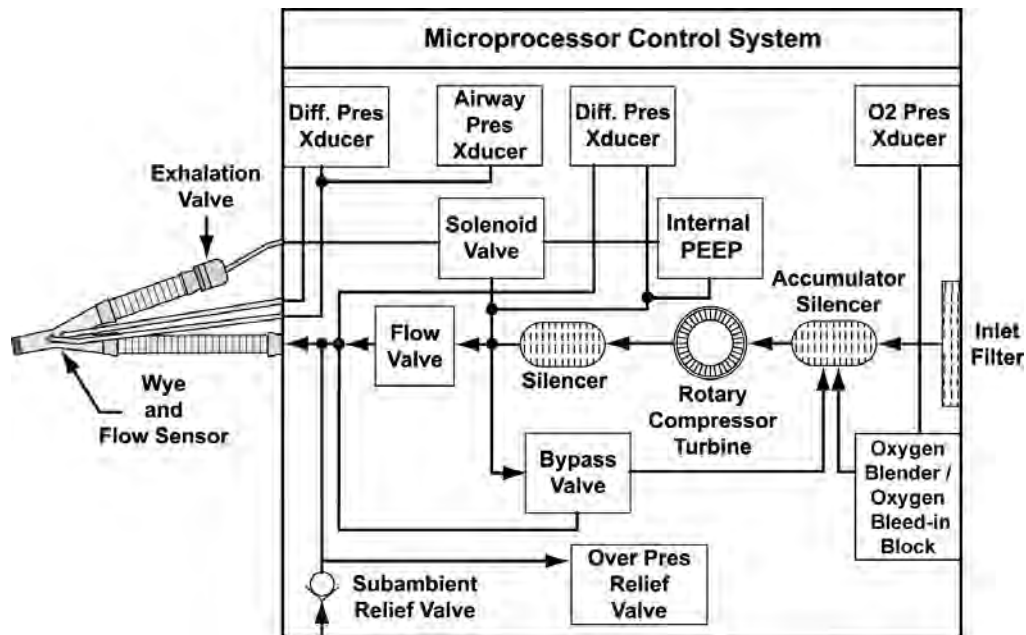 Microprocessor Control System
Diff. Pres
Xducer
Airway
Pres
Xducer
Diff. Pres
Xducer
O2 Pres
Xducer
Exhalation
Valve
Solenoid
Valve
Internal
PEEP
Accumulator
Silencer
Flow
Valve
Silencer
Rotary
Compressor
Turbine
Inlet
Filter
Wye
and
Flow Sensor
Bypass
Valve
Oxygen
Blender /
Oxygen
Bleed-in
Block
Subambient
Relief Valve
Over Pres
Relief
Valve